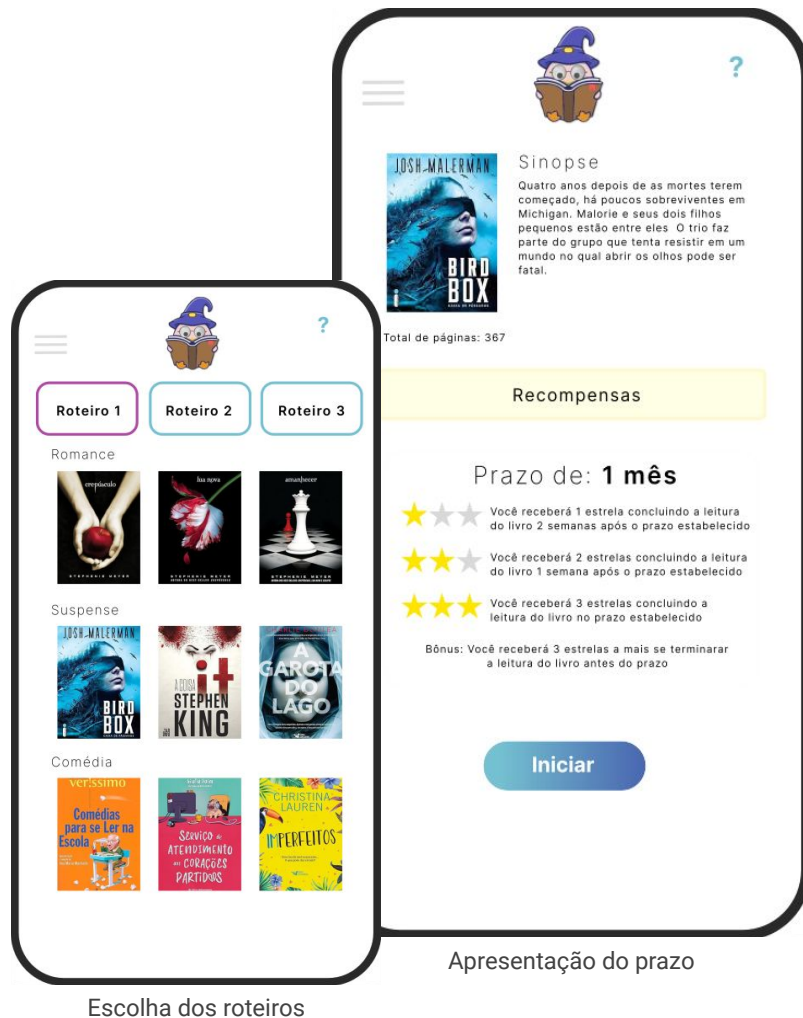 ?
JOSH MALERMAN
BIRD
BOX
Sinopse
Quatro anos depois de as mortes terem
começado, há poucos sobreviventes em
Michigan. Malorie e seus dois filhos
pequenos estão entre eles  O trio faz
parte do grupo que tenta resistir em um
mundo no qual abrir os olhos pode ser
fatal.
Total de páginas: 367
Recompensas
Prazo de: 1 mês
Você receberá 1 estrela concluindo a leitura
do livro 2 semanas após o prazo estabelecido
Você receberá 2 estrelas concluindo a leitura
do livro 1 semana após o prazo estabelecido
Você receberá 3 estrelas concluindo a
leitura do livro no prazo estabelecido
Bônus: Você receberá 3 estrelas a mais se terminarar
a leitura do livro antes do prazo
Iniciar
Apresentação do prazo
?
Roteiro 1
Roteiro 2
Roteiro 3
Romance
crepúsculo
STEPHENIE MEYER
lua nova
STEPHENIE MEYER
amanhecer
STEPHENIE MEYER
Suspense
JOSH MALERMAN
BIRD
BOX
A COISA
it
STEPHEN
KING
A
GAROTA
DO
LAGO
Comédia
verissimo
Comédias
para se Ler na
Escola
SERVIÇO de
ATENDIMENTO
aos CORAÇÕES
PARTIDOS
CHRISTINA
LAUREN
IMPERFEITOS
Escolha dos roteiros